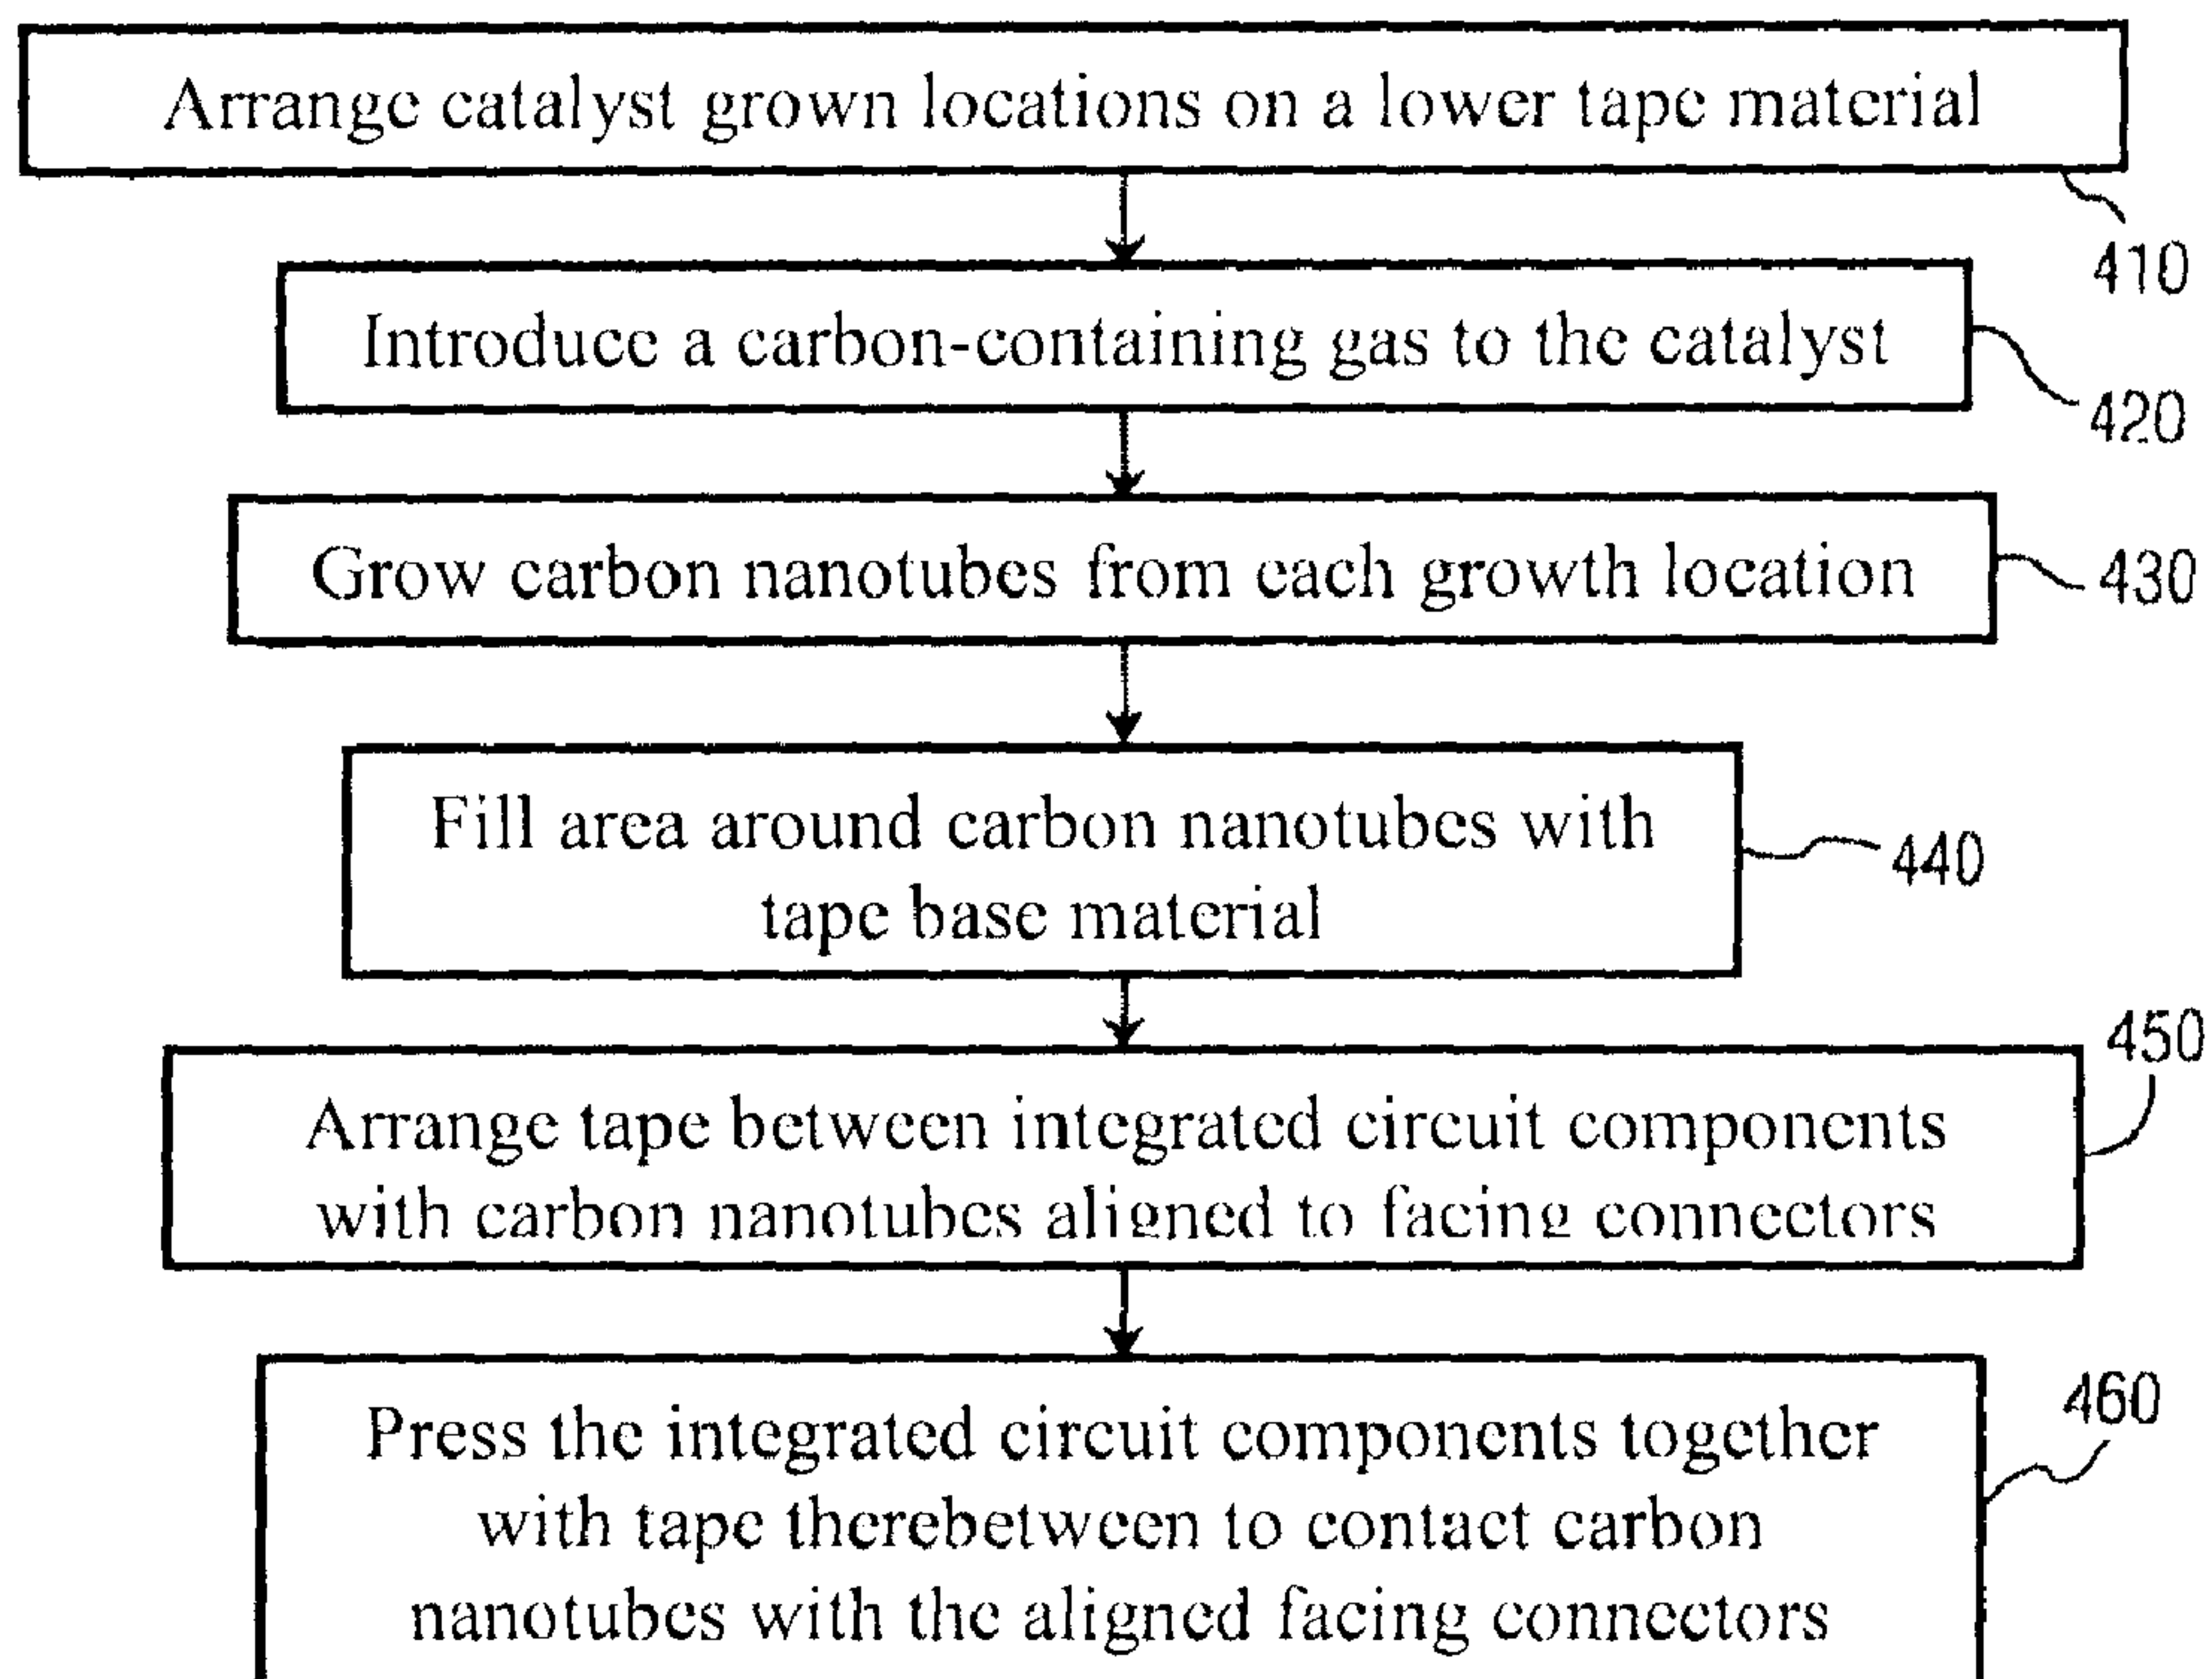 Arrange catalyst grown locations on a lower tape material
410
Introduce a carbon-containing gas to the catalyst
420
Grow carbon nanotubes from each growth location
430
Fill area around carbon nanotubes with
tape base material
440
450
Arrange tape between integrated circuit components
with carbon nanotubes aligned to facing connectors
460
Press the integrated circuit components together
with tape therebetween to contact carbon
nanotubes with the aligned facing connectors